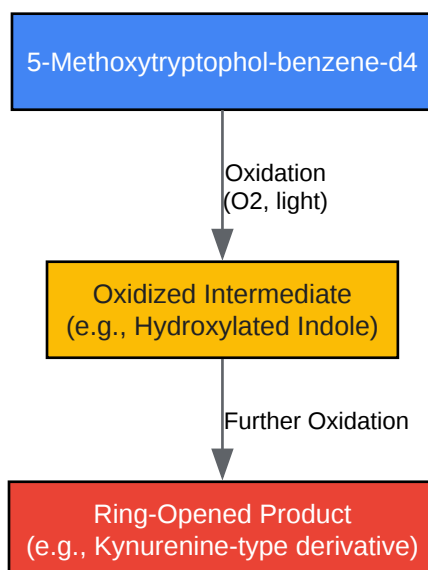 5-Methoxytryptophol-benzene-d4
Oxidation
(O2, light)
Oxidized Intermediate
(e.g., Hydroxylated Indole)
Further Oxidation
Ring-Opened Product
(e.g., Kynurenine-type derivative)